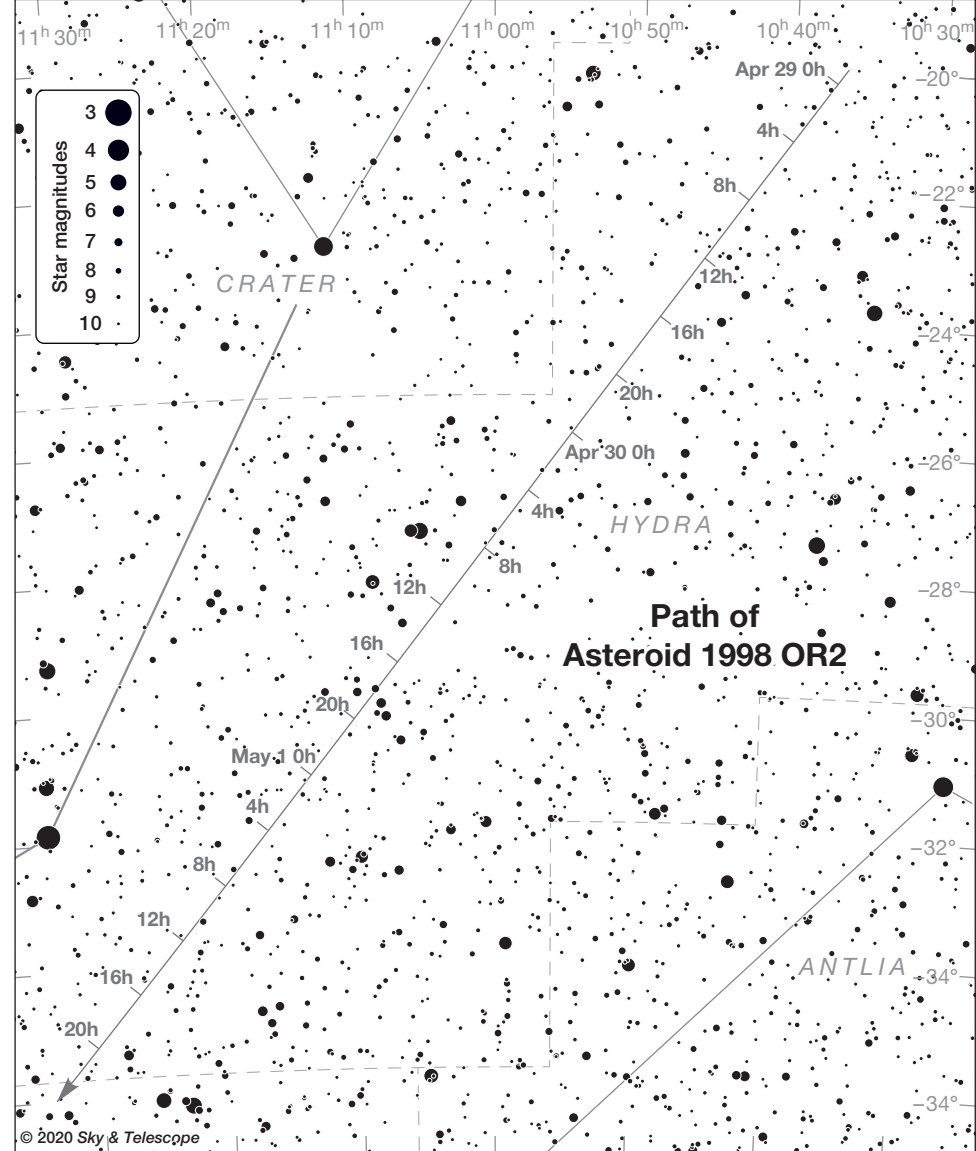 11h 30m 11h 20m 11h 10m 11h 00m 10h 50m 10h 40m 10h 30m
Star magnitudes
3
4
5
6
7
8
9
10
–20°
–22°
–24°
–26°
–28°
–30°
–32°
–34°
–34°
Apr 29 0h
4h
8h
12h
16h
20h
Apr 30 0h
4h
8h
12h
16h
20h
May 1 0h
4h
8h
12h
16h
20h
CRATER
HYDRA
Path of
Asteroid 1998 OR2
ANTLIA
© 2020 Sky & Telescope